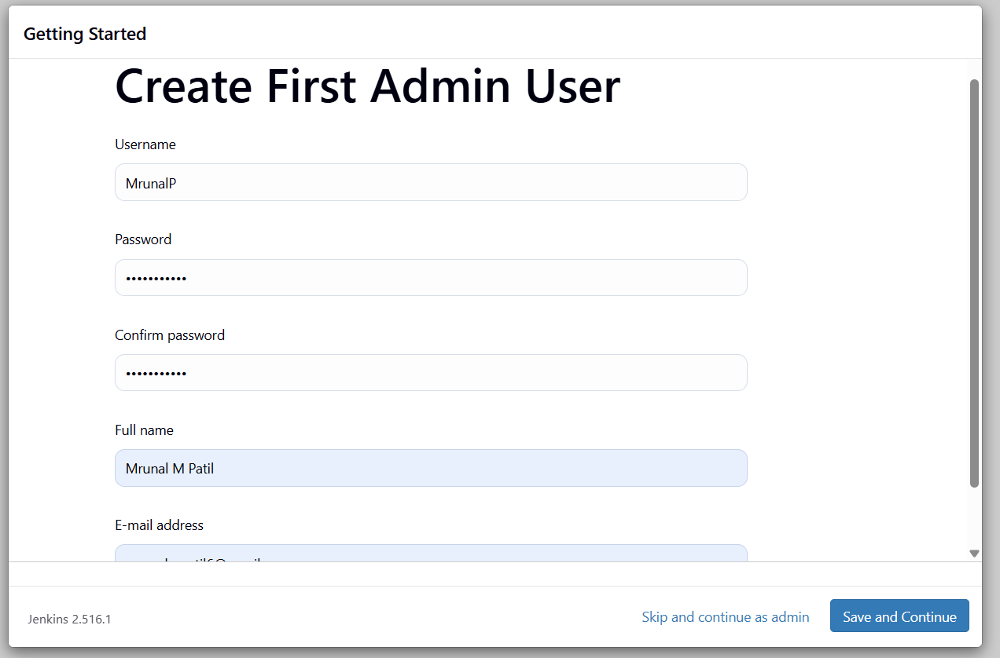 Getting Started
Create First Admin User
Username
MrunalP
Password
•••••••••••
Confirm password
•••••••••••
Full name
Mrunal M Patil
E-mail address
Jenkins 2.516.1
Skip and continue as admin
Save and Continue